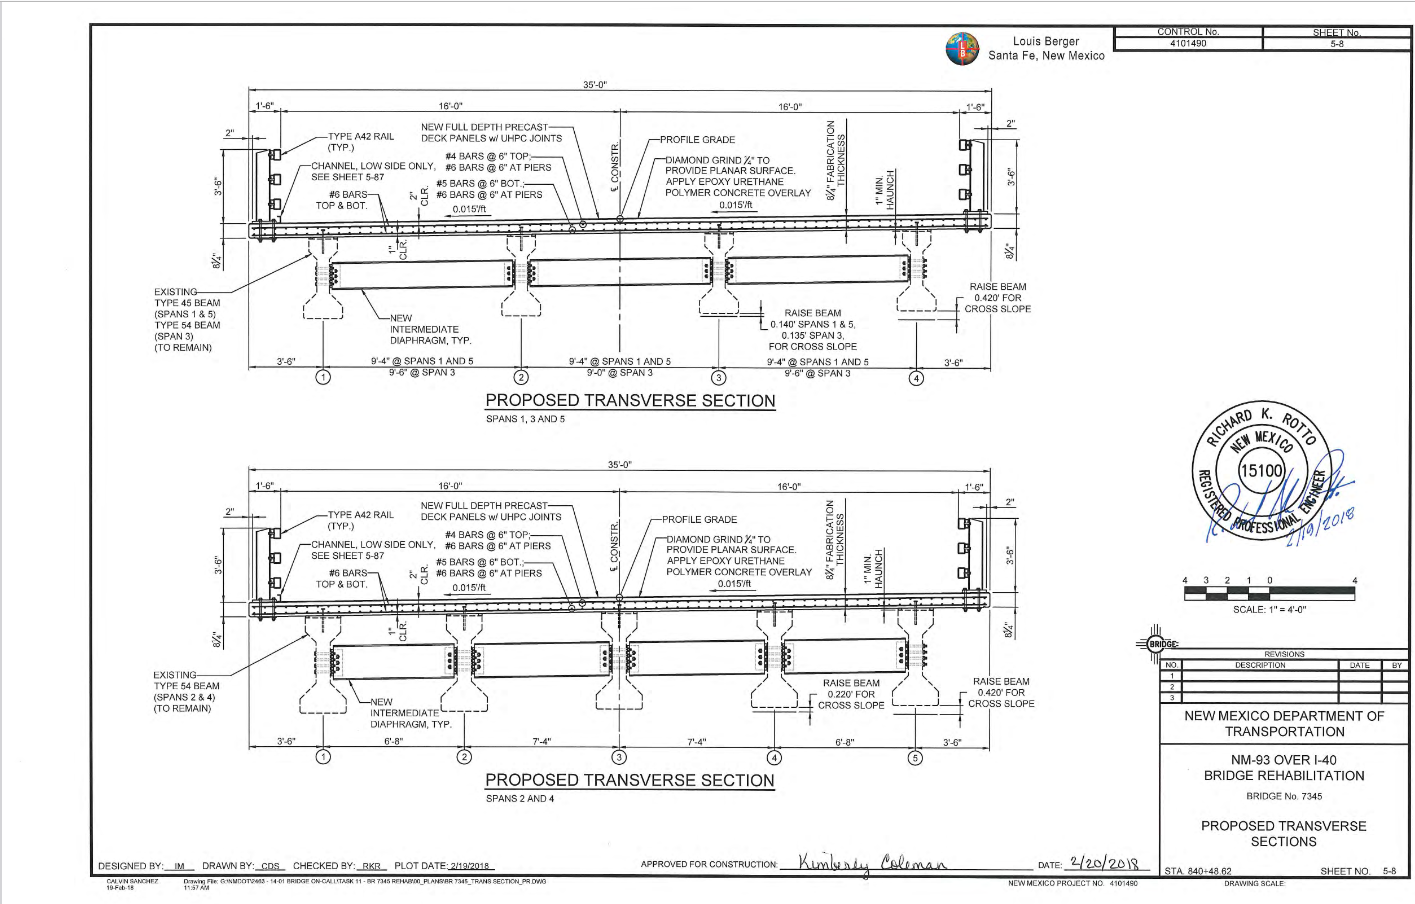 Louis Berger
Santa Fe, New Mexico
CONTROL No.
SHEET No.
4101490
5-8
35'-0"
1'-6"
16'-0"
16'-0"
1'-6"
2"
TYPE A42 RAIL
(TYP.)
NEW FULL DEPTH PRECAST
DECK PANELS w/ UHPC JOINTS
CHANNEL, LOW SIDE ONLY,
SEE SHEET 5-87
#4 BARS @ 6" TOP;
#6 BARS @ 6" AT PIERS
#5 BARS @ 6" BOT.;
#6 BARS @ 6" AT PIERS
#6 BARS
TOP & BOT.
2"
CLR.
0.015'/ft
℄ CONSTR.
PROFILE GRADE
DIAMOND GRIND ¼" TO
PROVIDE PLANAR SURFACE.
APPLY EPOXY URETHANE
POLYMER CONCRETE OVERLAY
0.015'/ft
8¼" FABRICATION
THICKNESS
1" MIN.
HAUNCH
2"
3'-6"
3'-6"
8¼"
8¼"
1"
CLR.
EXISTING
TYPE 45 BEAM
(SPANS 1 & 5)
TYPE 54 BEAM
(SPAN 3)
(TO REMAIN)
NEW
INTERMEDIATE
DIAPHRAGM, TYP.
RAISE BEAM
0.140' SPANS 1 & 5,
0.135' SPAN 3,
FOR CROSS SLOPE
RAISE BEAM
0.420' FOR
CROSS SLOPE
3'-6"
9'-4" @ SPANS 1 AND 5
9'-6" @ SPAN 3
9'-4" @ SPANS 1 AND 5
9'-0" @ SPAN 3
9'-4" @ SPANS 1 AND 5
9'-6" @ SPAN 3
3'-6"
1
2
3
4
PROPOSED TRANSVERSE SECTION
SPANS 1, 3 AND 5
35'-0"
1'-6"
16'-0"
16'-0"
1'-6"
2"
TYPE A42 RAIL
(TYP.)
NEW FULL DEPTH PRECAST
DECK PANELS w/ UHPC JOINTS
CHANNEL, LOW SIDE ONLY,
SEE SHEET 5-87
#4 BARS @ 6" TOP;
#6 BARS @ 6" AT PIERS
#5 BARS @ 6" BOT.;
#6 BARS @ 6" AT PIERS
#6 BARS
TOP & BOT.
2"
CLR.
0.015'/ft
℄ CONSTR.
PROFILE GRADE
DIAMOND GRIND ¼" TO
PROVIDE PLANAR SURFACE.
APPLY EPOXY URETHANE
POLYMER CONCRETE OVERLAY
0.015'/ft
8¼" FABRICATION
THICKNESS
1" MIN.
HAUNCH
2"
3'-6"
3'-6"
8¼"
8¼"
1"
CLR.
EXISTING
TYPE 54 BEAM
(SPANS 2 & 4)
(TO REMAIN)
NEW
INTERMEDIATE
DIAPHRAGM, TYP.
RAISE BEAM
0.220' FOR
CROSS SLOPE
RAISE BEAM
0.420' FOR
CROSS SLOPE
3'-6"
6'-8"
7'-4"
7'-4"
6'-8"
3'-6"
1
2
3
4
5
PROPOSED TRANSVERSE SECTION
SPANS 2 AND 4
RICHARD K. ROTTO
NEW MEXICO
15100
REGISTERED PROFESSIONAL ENGINEER
2/19/2018
4 3 2 1 0 4
SCALE: 1" = 4'-0"
BRIDGE
REVISIONS
NO. DESCRIPTION DATE BY
1
2
3
NEW MEXICO DEPARTMENT OF
TRANSPORTATION
NM-93 OVER I-40
BRIDGE REHABILITATION
BRIDGE No. 7345
PROPOSED TRANSVERSE
SECTIONS
STA. 840+48.62 SHEET NO. 5-8
DESIGNED BY: IM DRAWN BY: CDS CHECKED BY: RKR PLOT DATE: 2/19/2018
APPROVED FOR CONSTRUCTION: Kimberly Coleman DATE: 2/20/2018
CALVIN SANCHEZ
19-Feb-18
Drawing File: G:\NMDOT\2463 - 14-01 BRIDGE ON-CALL\TASK 11 - BR 7345 REHAB\00_PLANS\BR 7345_TRANS SECTION_PR.DWG
11:57 AM
NEW MEXICO PROJECT NO. 4101490
DRAWING SCALE: